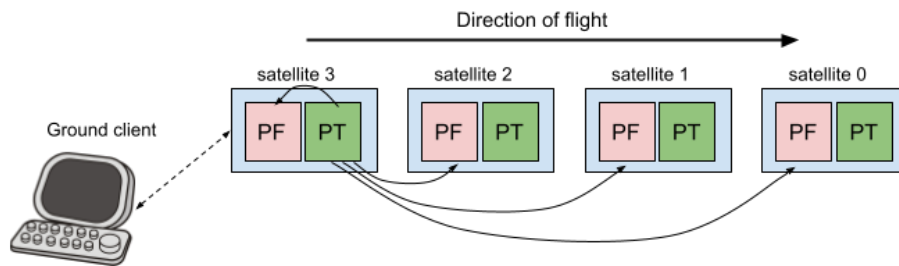 Direction of flight
satellite 3
satellite 2
satellite 1
satellite 0
Ground client
PF PT
PF PT
PF PT
PF PT